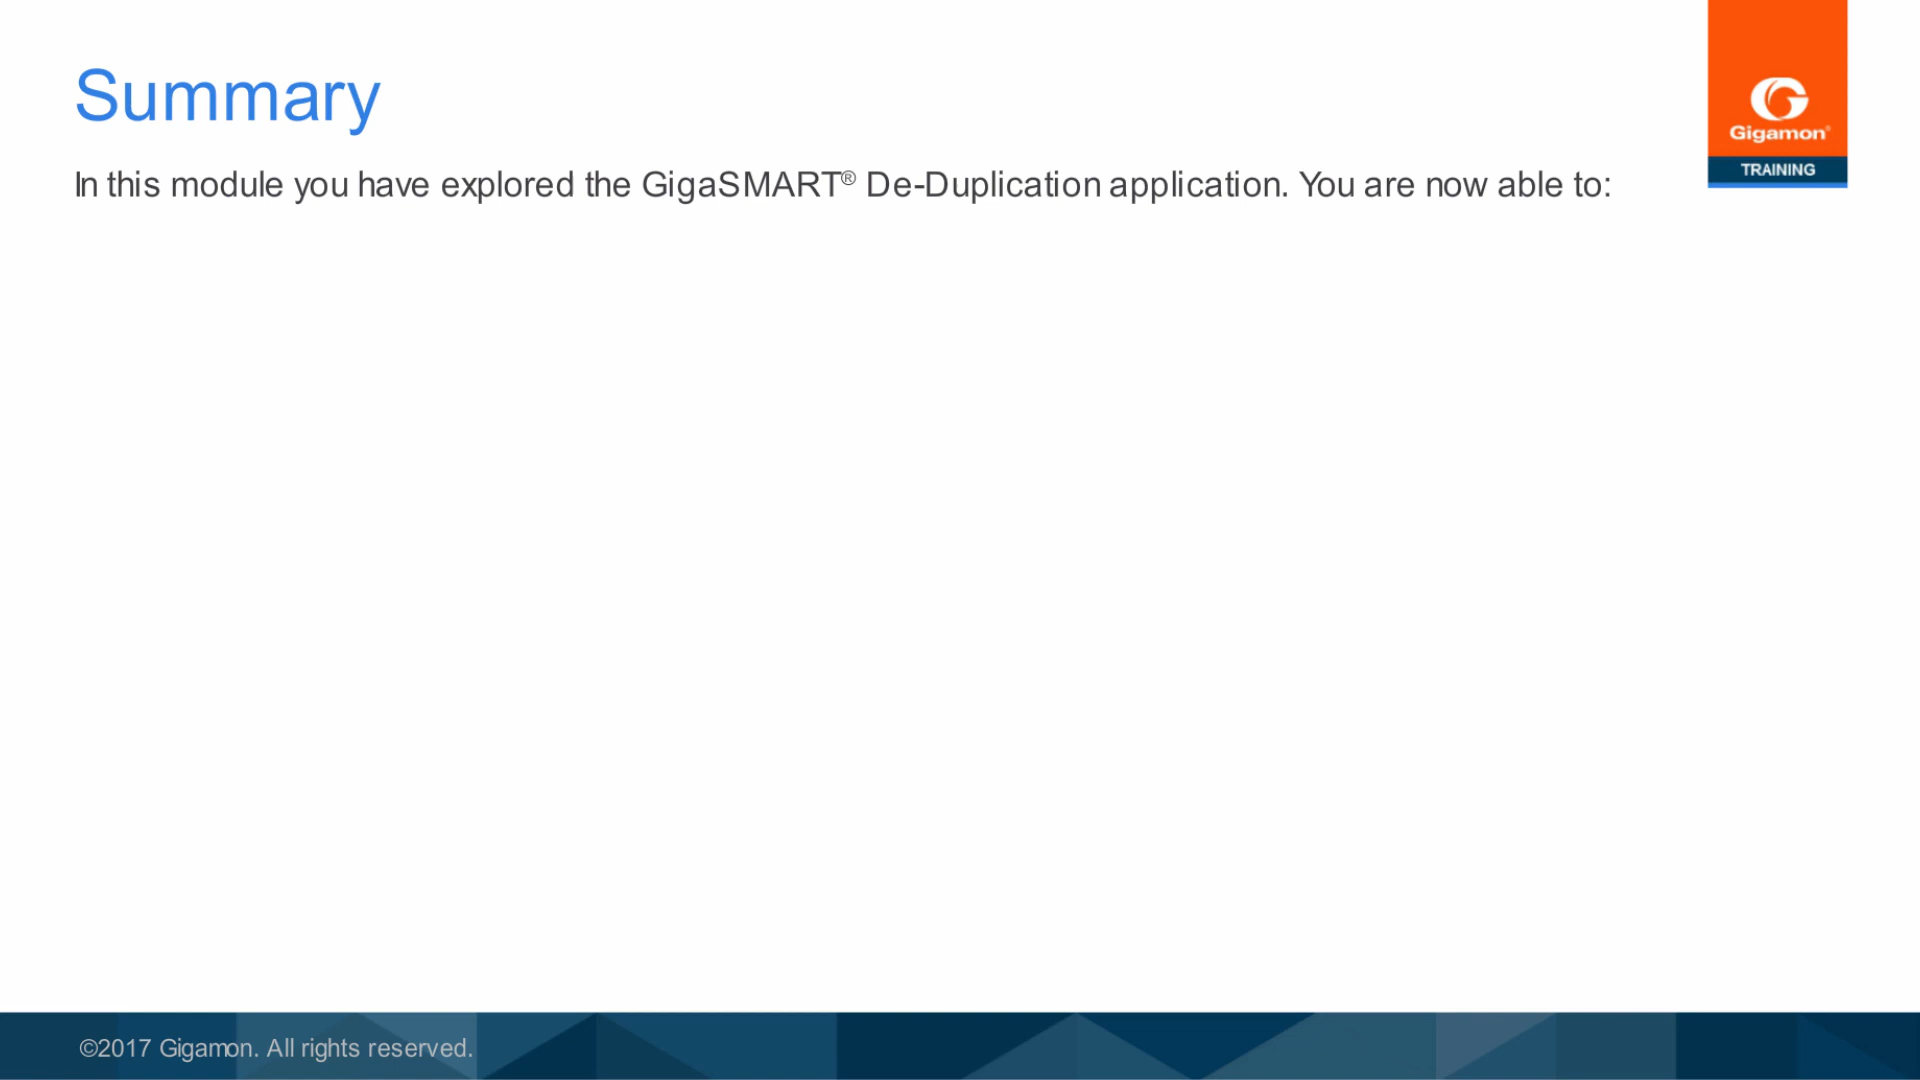 Summary
In this module you have explored the GigaSMART® De-Duplication application. You are now able to:
Gigamon®
TRAINING
©2017 Gigamon. All rights reserved.